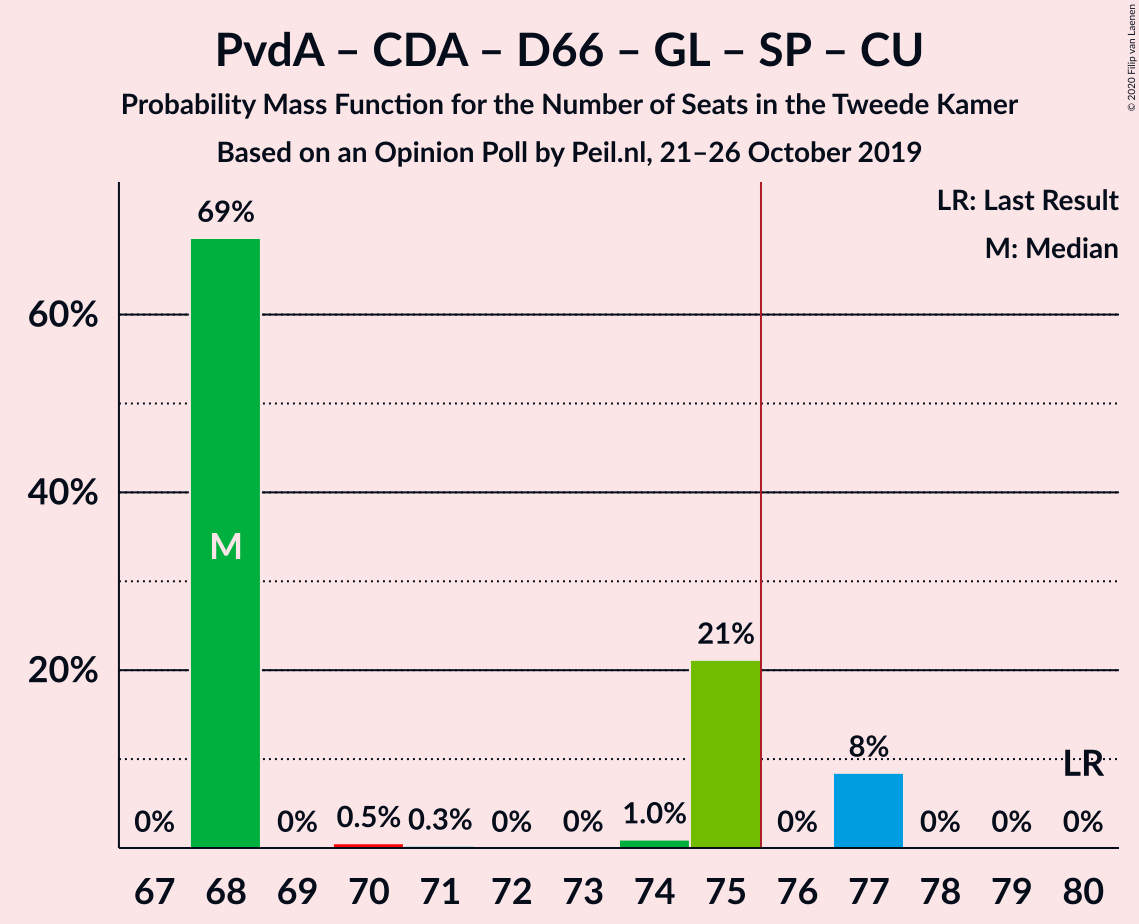 PvdA – CDA – D66 – GL – SP – CU
Probability Mass Function for the Number of Seats in the Tweede Kamer
Based on an Opinion Poll by Peil.nl, 21–26 October 2019
© 2020 Filip van Laenen
LR: Last Result
M: Median
60%
40%
20%
69%
M
21%
8%
LR
0%
0%
0.5%
0.3%
0%
0%
1.0%
0%
0%
0%
0%
67 68 69 70 71 72 73 74 75 76 77 78 79 80